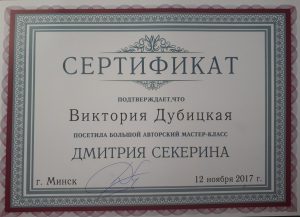 СЕРТИФИКАТ
ПОДТВЕРЖДАЕТ, ЧТО
Виктория Дубицкая
ПОСЕТИЛА БОЛЬШОЙ АВТОРСКИЙ МАСТЕР-КЛАСС
ДМИТРИЯ СЕКЕРИНА
г. Минск 12 ноября 2017 г.